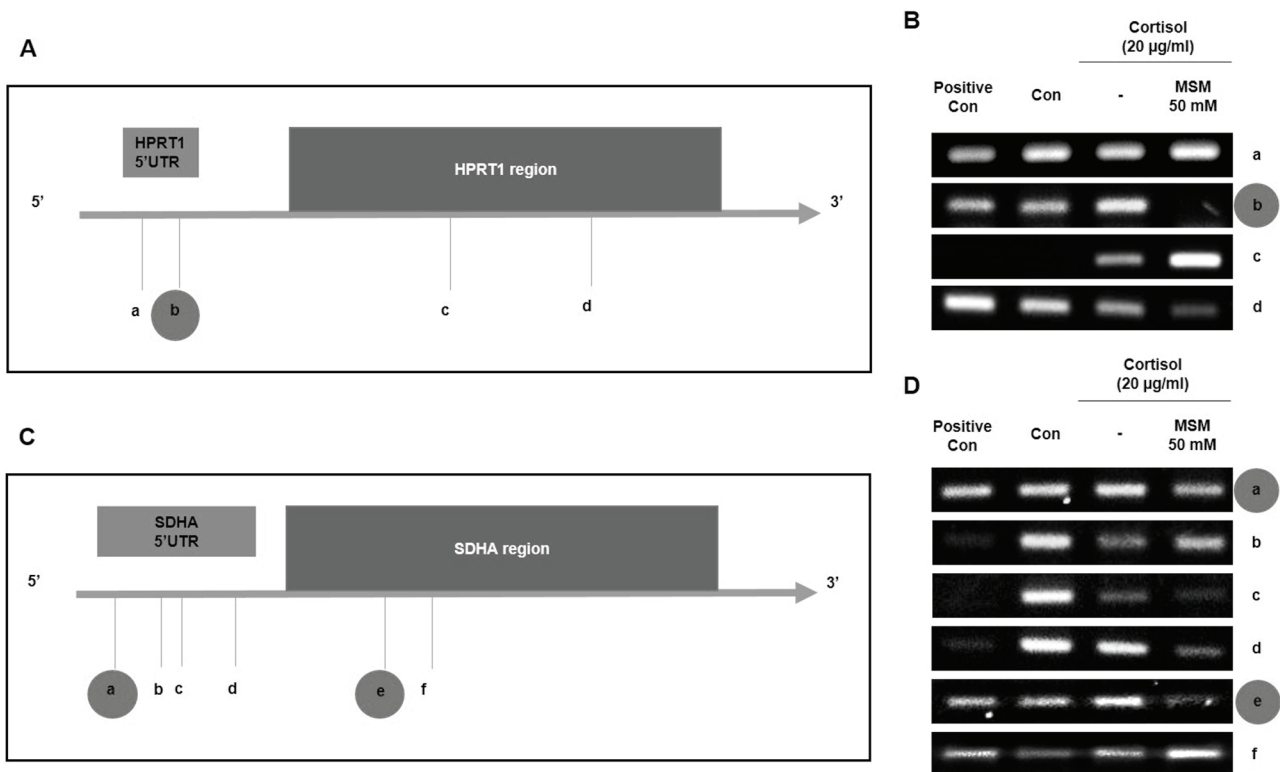 A
HPRT1
5'UTR
HPRT1 region
5'
3'
a
b
c
d
B
Cortisol
(20 µg/ml)
Positive
Con
Con
-
MSM
50 mM
a
b
c
d
C
SDHA
5'UTR
SDHA region
5'
3'
a
b
c
d
e
f
D
Cortisol
(20 µg/ml)
Positive
Con
Con
-
MSM
50 mM
a
b
c
d
e
f